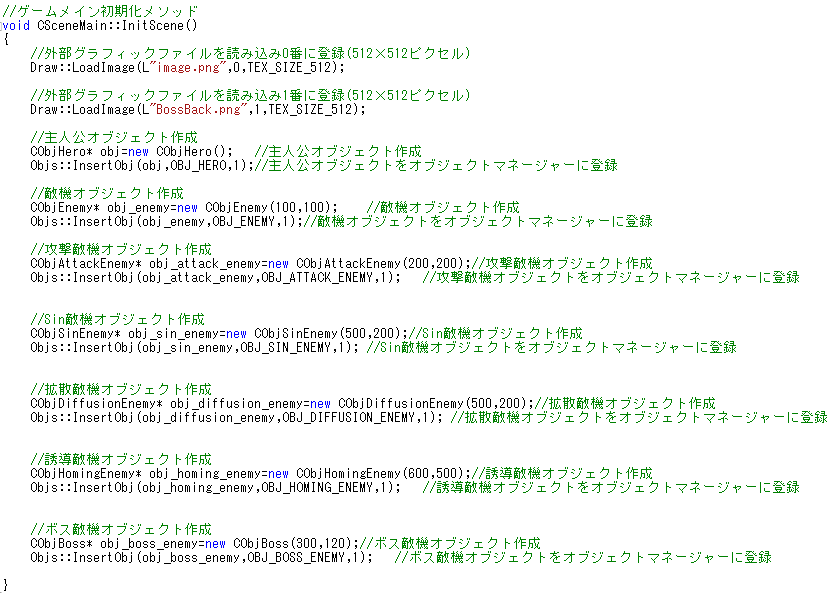 //ゲームメイン初期化メソッド
void CSceneMain::InitScene()
{
//外部グラフィックファイルを読み込み0番に登録(512×512ピクセル)
Draw::LoadImage(L"image.png",0,TEX_SIZE_512);
//外部グラフィックファイルを読み込み1番に登録(512×512ピクセル)
Draw::LoadImage(L"BossBack.png",1,TEX_SIZE_512);
//主人公オブジェクト作成
CObjHero* obj=new CObjHero();   //主人公オブジェクト作成
Objs::InsertObj(obj,OBJ_HERO,1);//主人公オブジェクトをオブジェクトマネージャーに登録
//敵機オブジェクト作成
CObjEnemy* obj_enemy=new CObjEnemy(100,100);    //敵機オブジェクト作成
Objs::InsertObj(obj_enemy,OBJ_ENEMY,1);//敵機オブジェクトをオブジェクトマネージャーに登録
//攻撃敵機オブジェクト作成
CObjAttackEnemy* obj_attack_enemy=new CObjAttackEnemy(200,200);//攻撃敵機オブジェクト作成
Objs::InsertObj(obj_attack_enemy,OBJ_ATTACK_ENEMY,1);   //攻撃敵機オブジェクトをオブジェクトマネージャーに登録
//Sin敵機オブジェクト作成
CObjSinEnemy* obj_sin_enemy=new CObjSinEnemy(500,200);//Sin敵機オブジェクト作成
Objs::InsertObj(obj_sin_enemy,OBJ_SIN_ENEMY,1); //Sin敵機オブジェクトをオブジェクトマネージャーに登録
//拡散敵機オブジェクト作成
CObjDiffusionEnemy* obj_diffusion_enemy=new CObjDiffusionEnemy(500,200);//拡散敵機オブジェクト作成
Objs::InsertObj(obj_diffusion_enemy,OBJ_DIFFUSION_ENEMY,1); //拡散敵機オブジェクトをオブジェクトマネージャーに登録
//誘導敵機オブジェクト作成
CObjHomingEnemy* obj_homing_enemy=new CObjHomingEnemy(600,500);//誘導敵機オブジェクト作成
Objs::InsertObj(obj_homing_enemy,OBJ_HOMING_ENEMY,1);   //誘導敵機オブジェクトをオブジェクトマネージャーに登録
//ボス敵機オブジェクト作成
CObjBoss* obj_boss_enemy=new CObjBoss(300,120);//ボス敵機オブジェクト作成
Objs::InsertObj(obj_boss_enemy,OBJ_BOSS_ENEMY,1);   //ボス敵機オブジェクトをオブジェクトマネージャーに登録
}